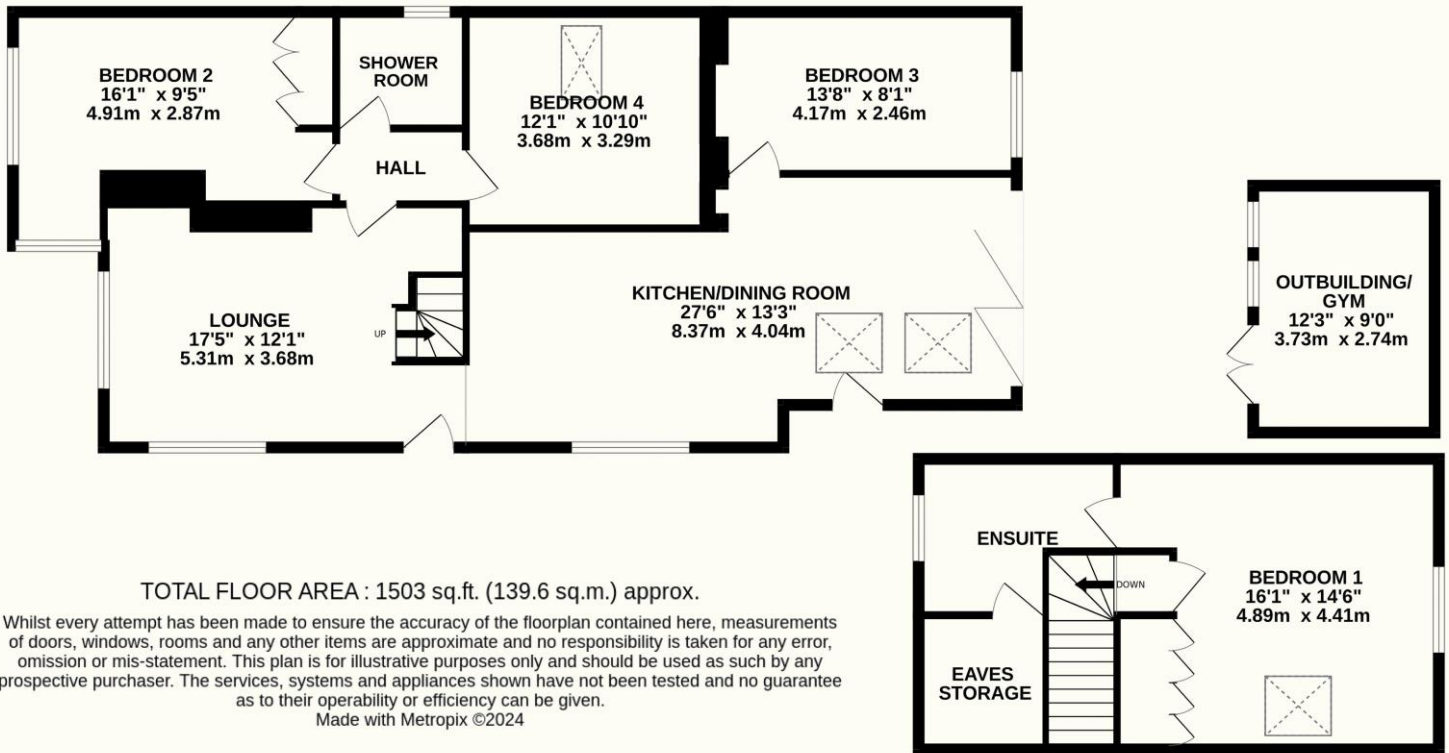 BEDROOM 2
16'1" x 9'5"
4.91m x 2.87m
SHOWER
ROOM
BEDROOM 4
12'1" x 10'10"
3.68m x 3.29m
BEDROOM 3
13'8" x 8'1"
4.17m x 2.46m
HALL
LOUNGE
17'5" x 12'1"
5.31m x 3.68m
UP
KITCHEN/DINING ROOM
27'6" x 13'3"
8.37m x 4.04m
OUTBUILDING/
GYM
12'3" x 9'0"
3.73m x 2.74m
ENSUITE
DOWN
BEDROOM 1
16'1" x 14'6"
4.89m x 4.41m
EAVES
STORAGE
TOTAL FLOOR AREA : 1503 sq.ft. (139.6 sq.m.) approx.
Whilst every attempt has been made to ensure the accuracy of the floorplan contained here, measurements
of doors, windows, rooms and any other items are approximate and no responsibility is taken for any error,
omission or mis-statement. This plan is for illustrative purposes only and should be used as such by any
prospective purchaser. The services, systems and appliances shown have not been tested and no guarantee
as to their operability or efficiency can be given.
Made with Metropix ©2024